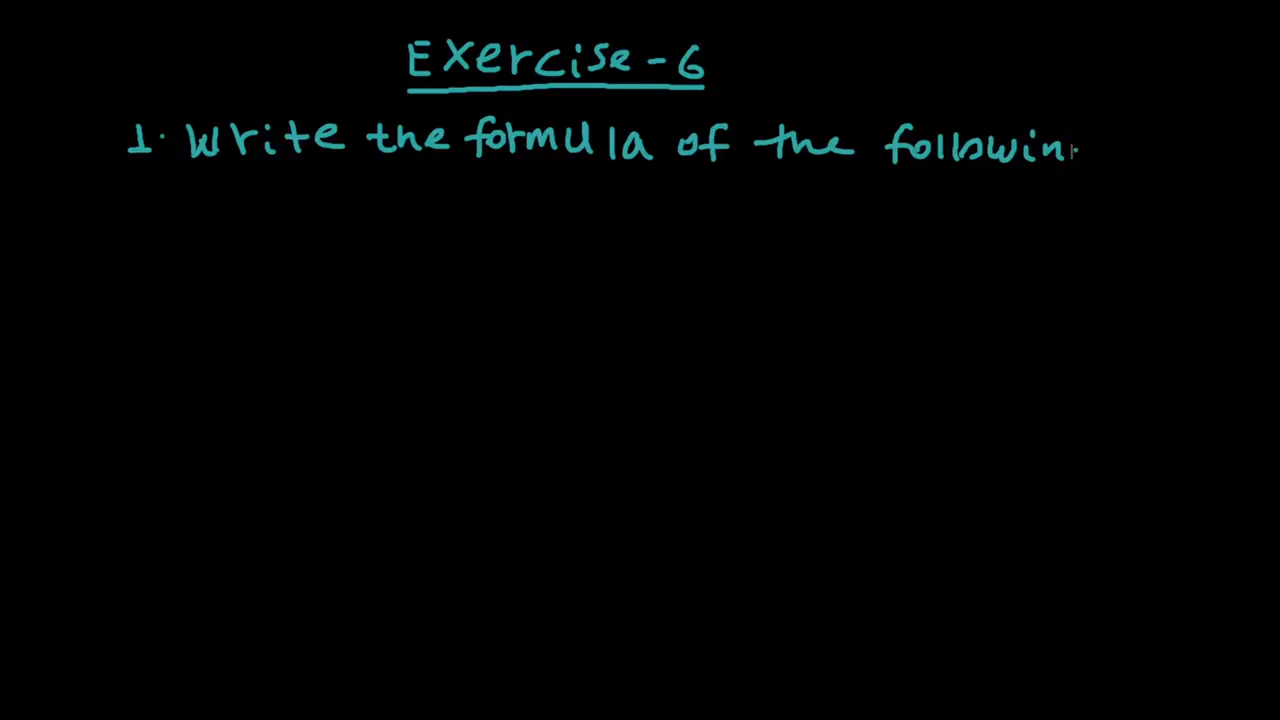 Exercise - 6
1. Write the formula of the followin